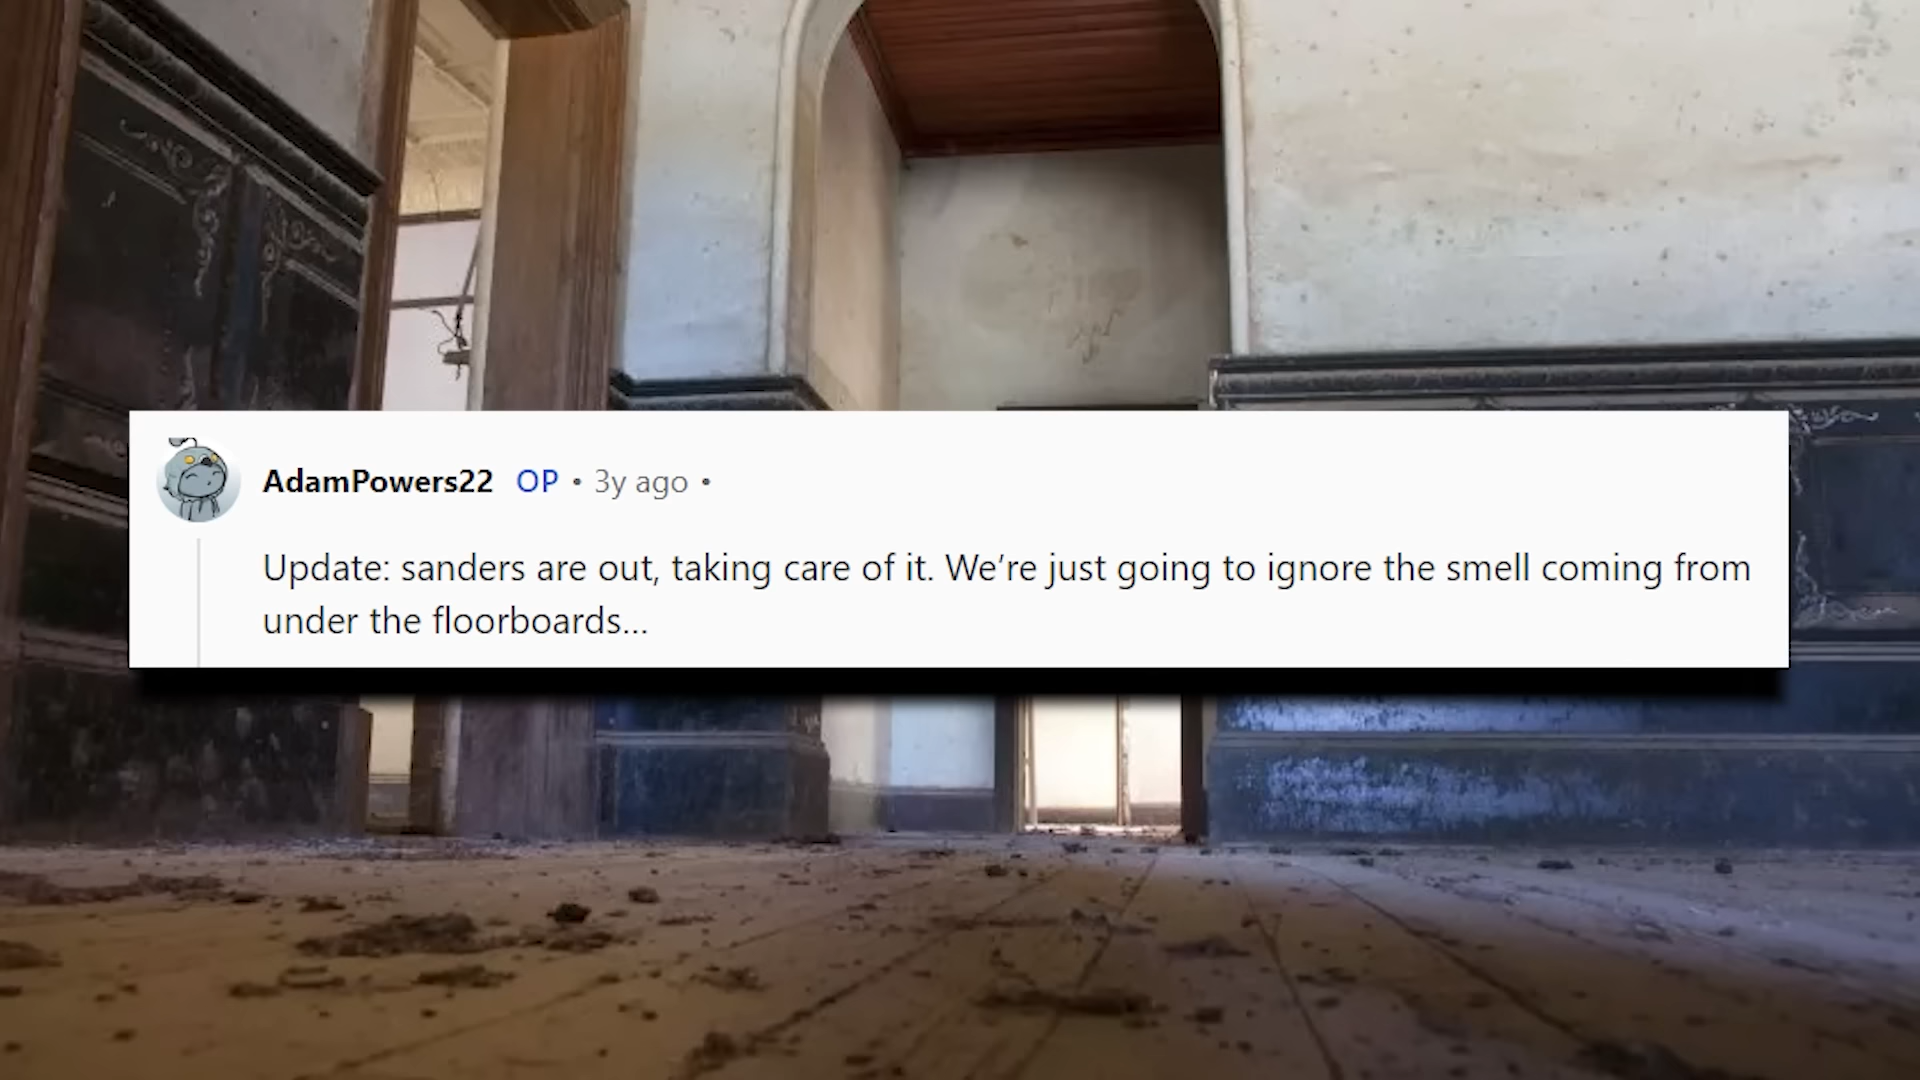 AdamPowers22 OP • 3y ago •
Update: sanders are out, taking care of it. We’re just going to ignore the smell coming from
under the floorboards...